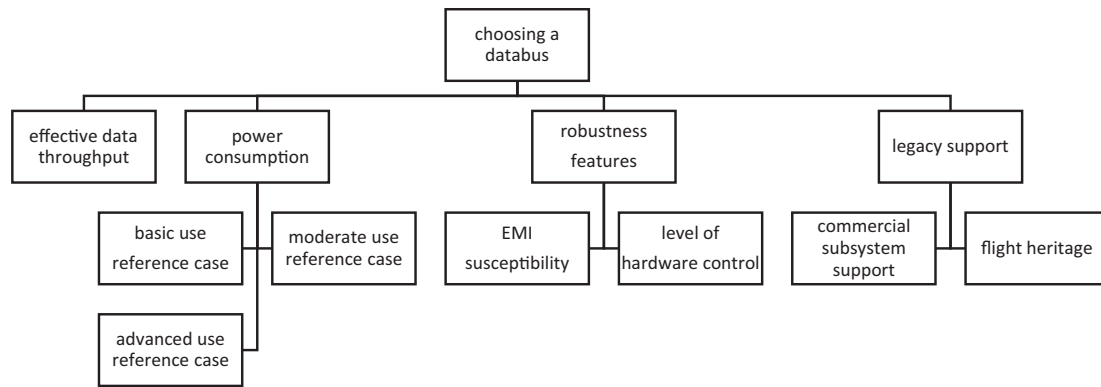 choosing a
databus
effective data
throughput
power
consumption
robustness
features
legacy support
basic use
reference case
moderate use
reference case
EMI
susceptibility
level of
hardware control
commercial
subsystem
support
flight heritage
advanced use
reference case